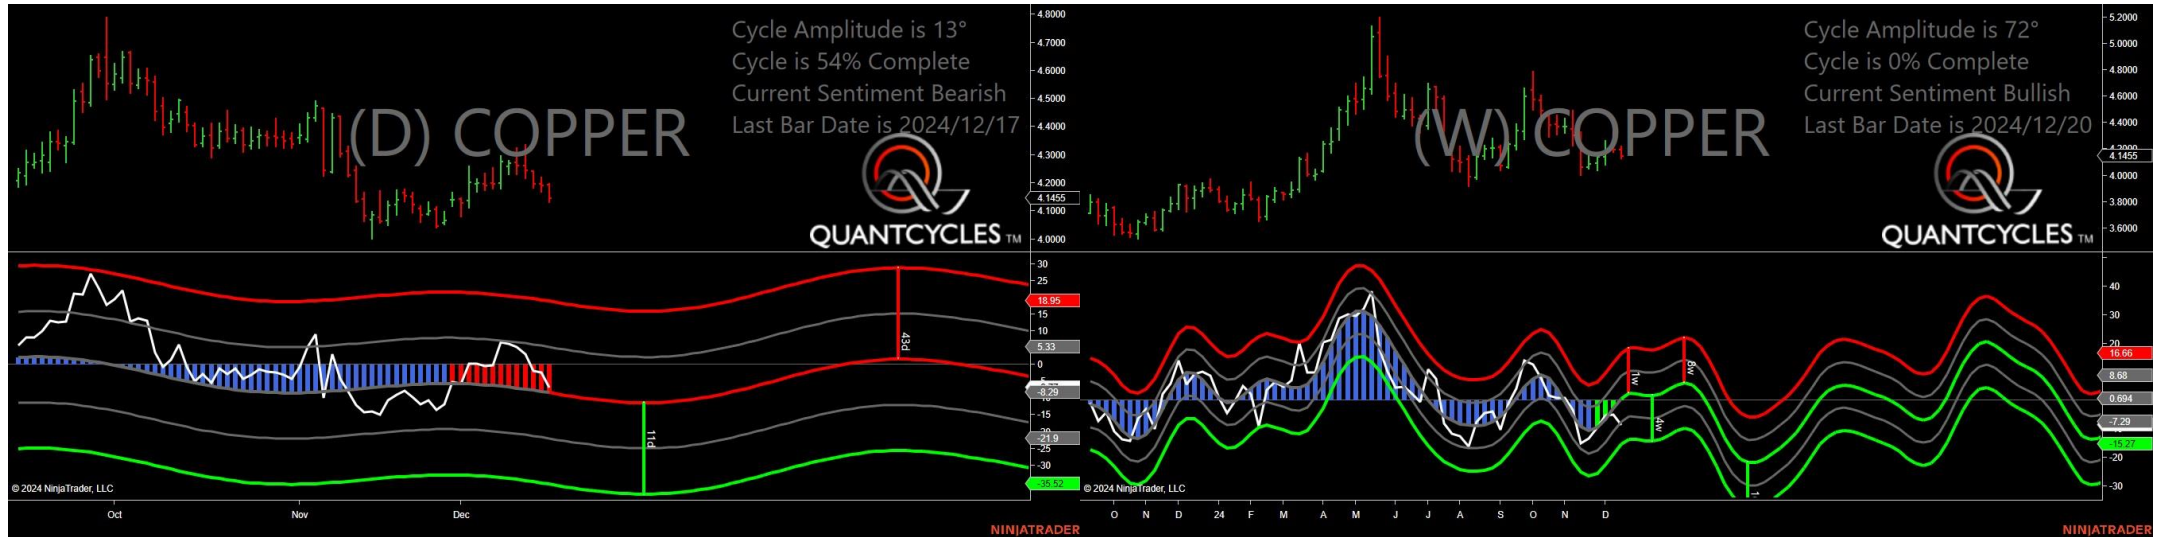 Cycle Amplitude is 13°
Cycle is 54% Complete
Current Sentiment Bearish
Last Bar Date is 2024/12/17
(D) COPPER
QUANTCYCLES TM
4.8000
4.7000
4.6000
4.5000
4.4000
4.3000
4.2000
4.1455
4.1000
4.0000
30
25
18.95
15
10
5.33
0
-8.29
-15
-21.9
-25
-30
-35.52
43d
11d
© 2024 NinjaTrader, LLC
Oct Nov Dec
NINJATRADER
Cycle Amplitude is 72°
Cycle is 0% Complete
Current Sentiment Bullish
Last Bar Date is 2024/12/20
(W) COPPER
QUANTCYCLES TM
5.2000
5.0000
4.8000
4.6000
4.4000
4.2000
4.1455
4.0000
3.8000
3.6000
40
30
20
16.66
8.68
0.694
-7.29
-15.27
-20
-30
1w
8w
4w
© 2024 NinjaTrader, LLC
O N D 24 F M A M J J A S O N D
NINJATRADER